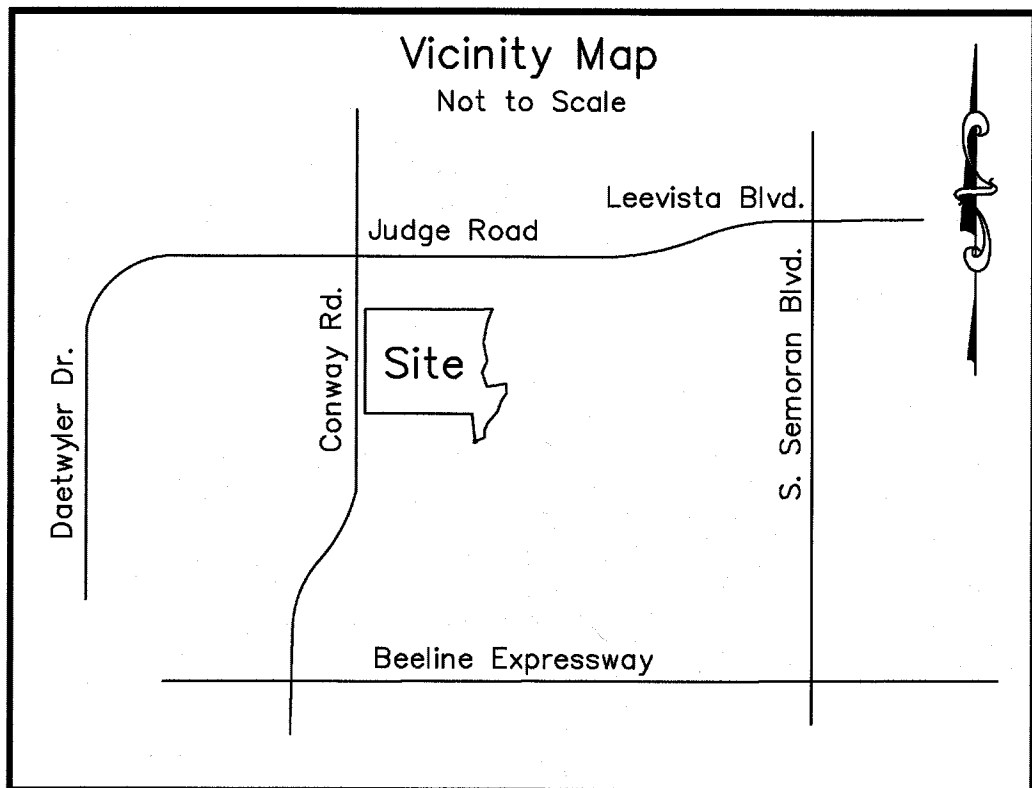 Vicinity Map
Not to Scale
Leevista Blvd.
Judge Road
Site
Conway Rd.
Daetwyler Dr.
S. Semoran Blvd.
Beeline Expressway